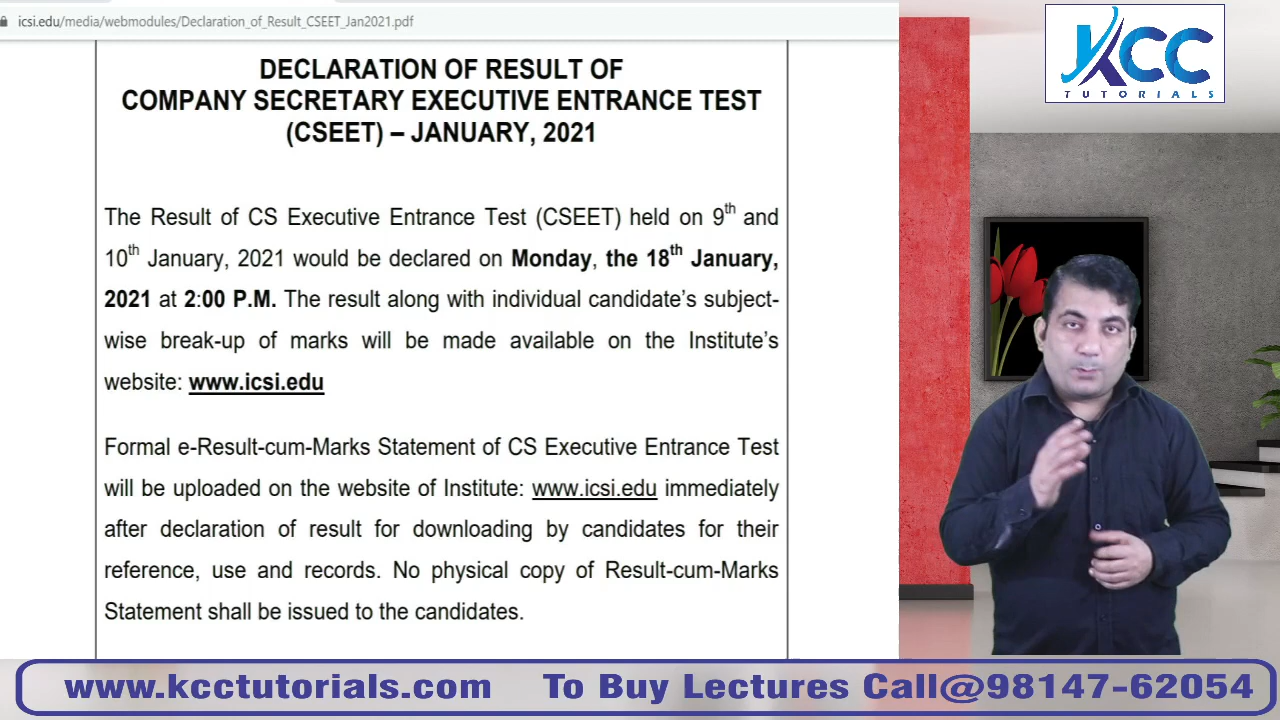 icsi.edu/media/webmodules/Declaration_of_Result_CSEET_Jan2021.pdf
DECLARATION OF RESULT OF
COMPANY SECRETARY EXECUTIVE ENTRANCE TEST
(CSEET) – JANUARY, 2021
The Result of CS Executive Entrance Test (CSEET) held on 9th and
10th January, 2021 would be declared on Monday, the 18th January,
2021 at 2:00 P.M. The result along with individual candidate's subject-
wise break-up of marks will be made available on the Institute's
website: www.icsi.edu
Formal e-Result-cum-Marks Statement of CS Executive Entrance Test
will be uploaded on the website of Institute: www.icsi.edu immediately
after declaration of result for downloading by candidates for their
reference, use and records. No physical copy of Result-cum-Marks
Statement shall be issued to the candidates.
KCC
TUTORIALS
www.kcctutorials.com To Buy Lectures Call@98147-62054